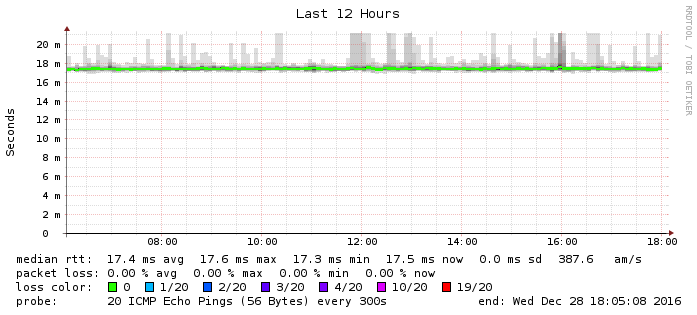 Last 12 Hours
RRDTOOL / TOBI OETIKER
Seconds
20 m
18 m
16 m
14 m
12 m
10 m
8 m
6 m
4 m
2 m
0
08:00 10:00 12:00 14:00 16:00 18:00
median rtt: 17.4 ms avg 17.6 ms max 17.3 ms min 17.5 ms now 0.0 ms sd 387.6 am/s
packet loss: 0.00 % avg 0.00 % max 0.00 % min 0.00 % now
loss color: 0 1/20 2/20 3/20 4/20 10/20 19/20
probe: 20 ICMP Echo Pings (56 Bytes) every 300s end: Wed Dec 28 18:05:08 2016